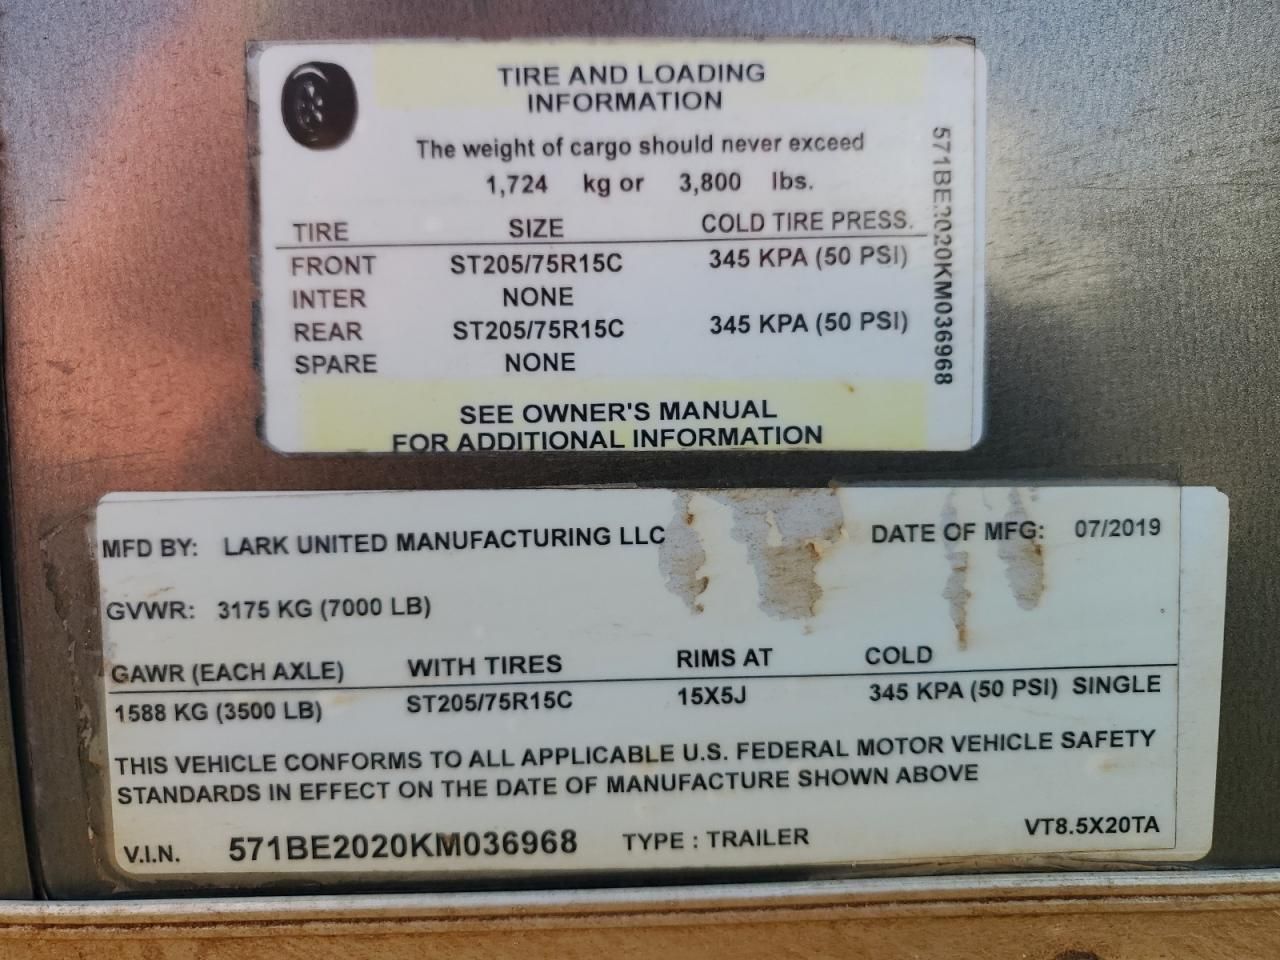 TIRE AND LOADING
INFORMATION
The weight of cargo should never exceed
1,724 kg or 3,800 lbs.
TIRE SIZE COLD TIRE PRESS.
FRONT ST205/75R15C 345 KPA (50 PSI)
INTER NONE
REAR ST205/75R15C 345 KPA (50 PSI)
SPARE NONE
SEE OWNER'S MANUAL
FOR ADDITIONAL INFORMATION
571BE2020KM036968
MFD BY: LARK UNITED MANUFACTURING LLC DATE OF MFG: 07/2019
GVWR: 3175 KG (7000 LB)
GAWR (EACH AXLE) WITH TIRES RIMS AT COLD
1588 KG (3500 LB) ST205/75R15C 15X5J 345 KPA (50 PSI) SINGLE
THIS VEHICLE CONFORMS TO ALL APPLICABLE U.S. FEDERAL MOTOR VEHICLE SAFETY
STANDARDS IN EFFECT ON THE DATE OF MANUFACTURE SHOWN ABOVE
V.I.N. 571BE2020KM036968 TYPE : TRAILER VT8.5X20TA